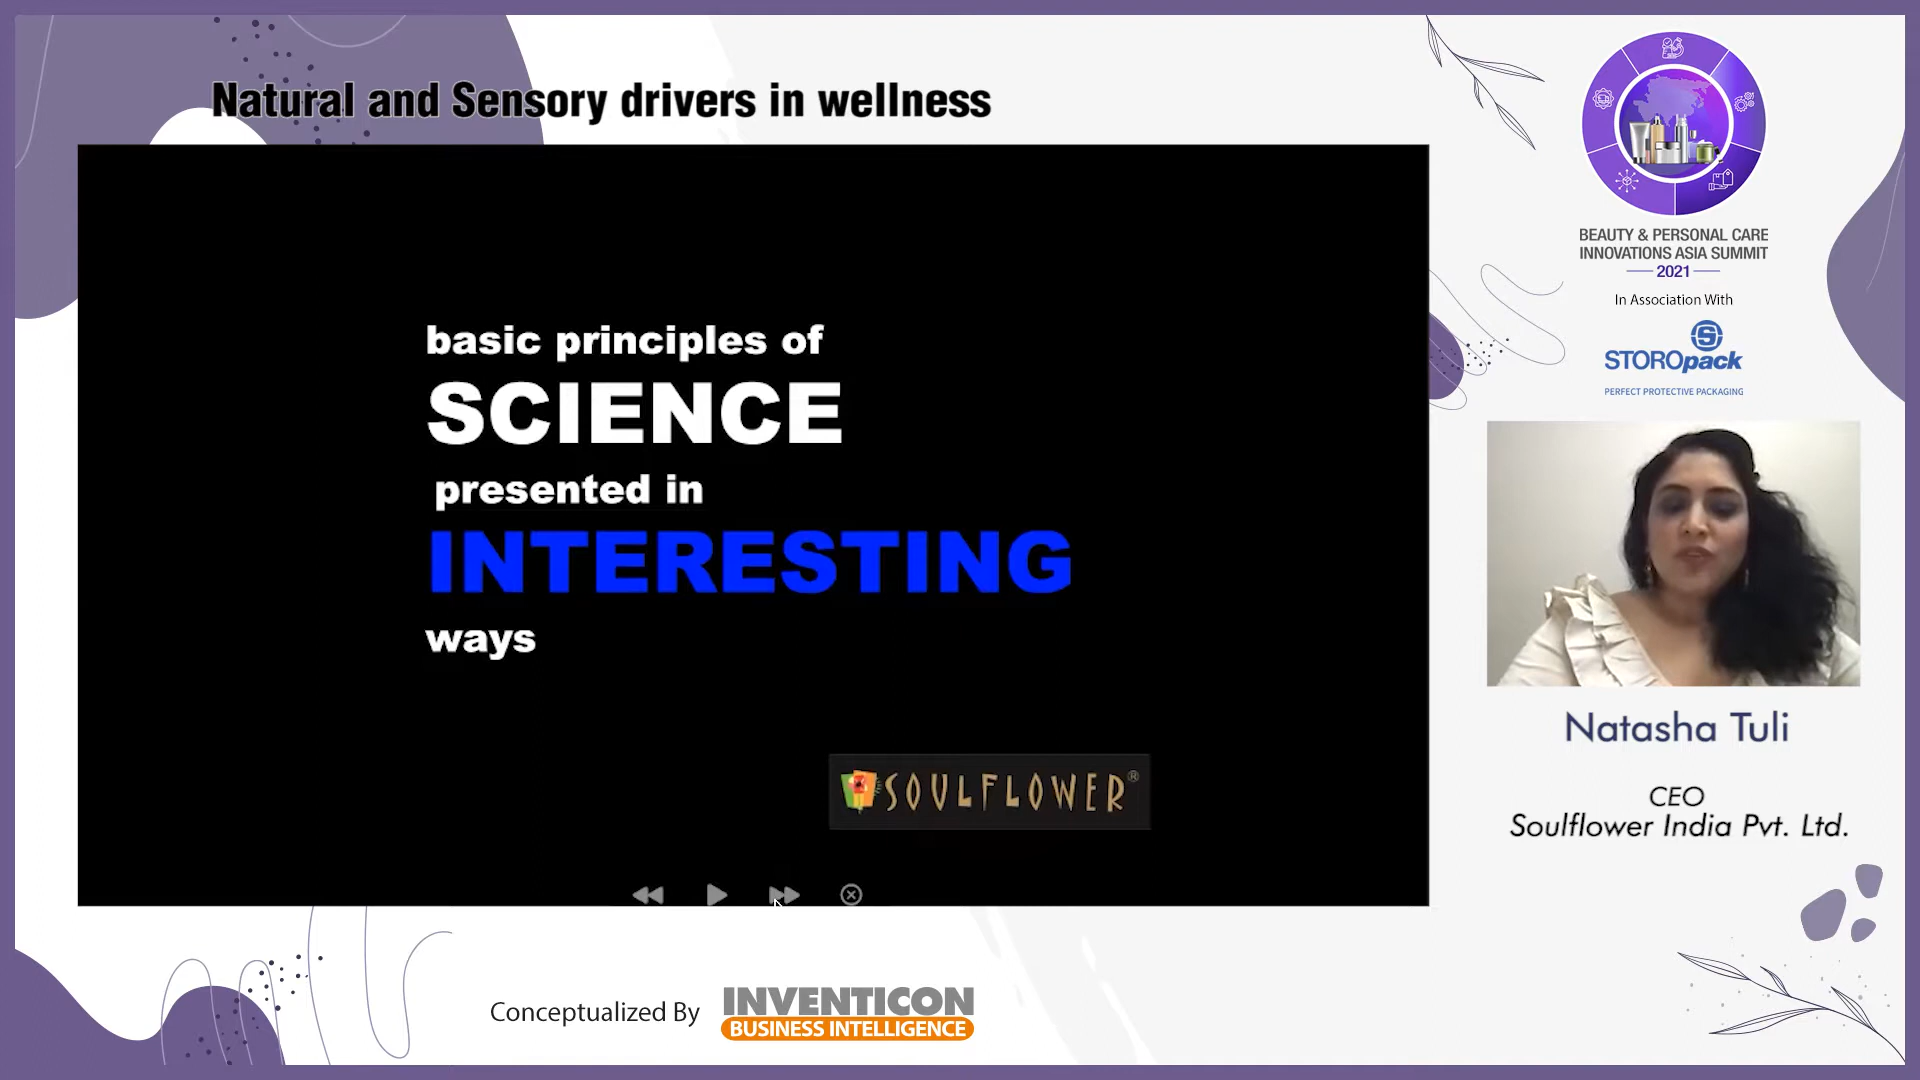 Natural and Sensory drivers in wellness
basic principles of
SCIENCE
presented in
INTERESTING
ways
SOULFLOWER®
BEAUTY & PERSONAL CARE
INNOVATIONS ASIA SUMMIT
2021
In Association With
S
STOROpack
PERFECT PROTECTIVE PACKAGING
Natasha Tuli
CEO
Soulflower India Pvt. Ltd.
Conceptualized By
INVENTICON
BUSINESS INTELLIGENCE